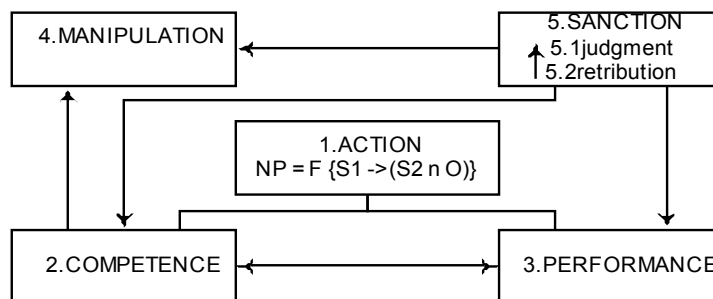 4.MANIPULATION
5.SANCTION
5.1judgment
5.2retribution
1.ACTION
NP = F {S1 ->(S2 n O)}
2.COMPETENCE
3.PERFORMANCE